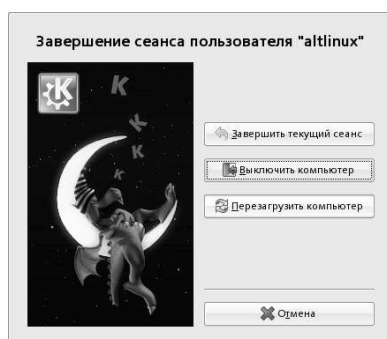 Завершение сеанса пользователя "altlinux"
K
K
K
K
K
Завершить текущий сеанс
Выключить компьютер
Перезагрузить компьютер
Отмена